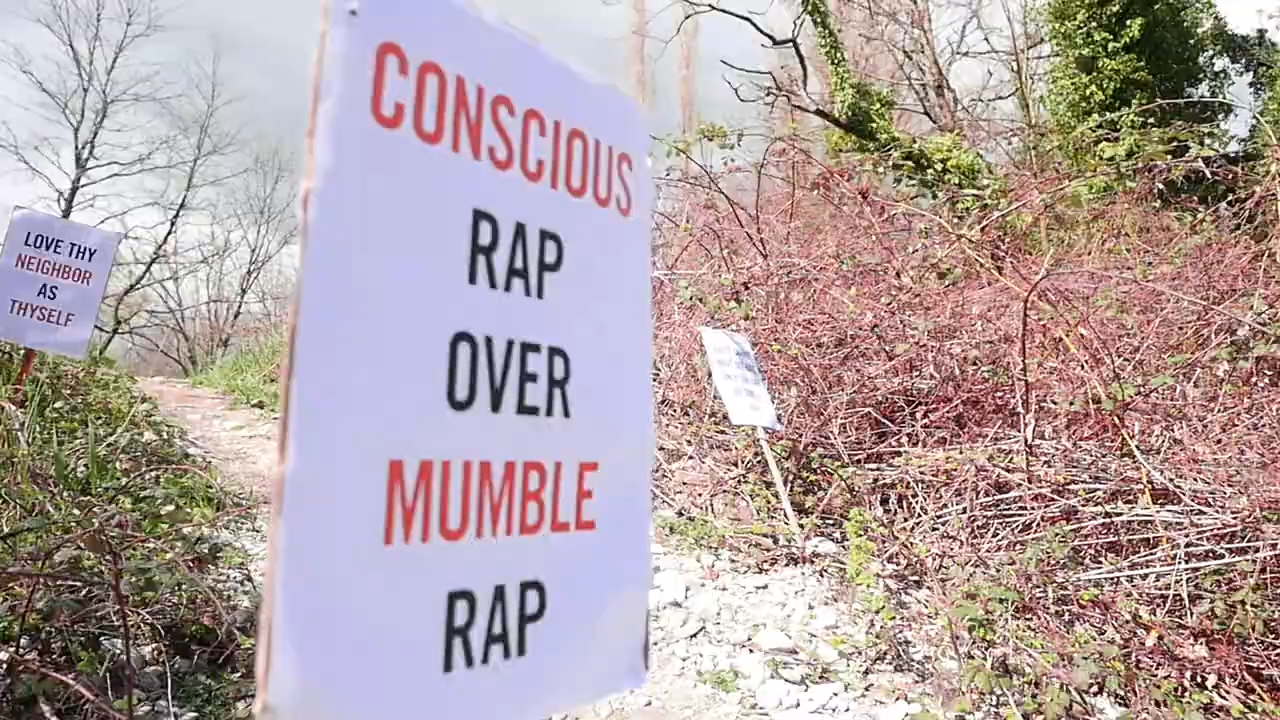 LOVE THY
NEIGHBOR
AS
THYSELF
CONSCIOUS
RAP
OVER
MUMBLE
RAP